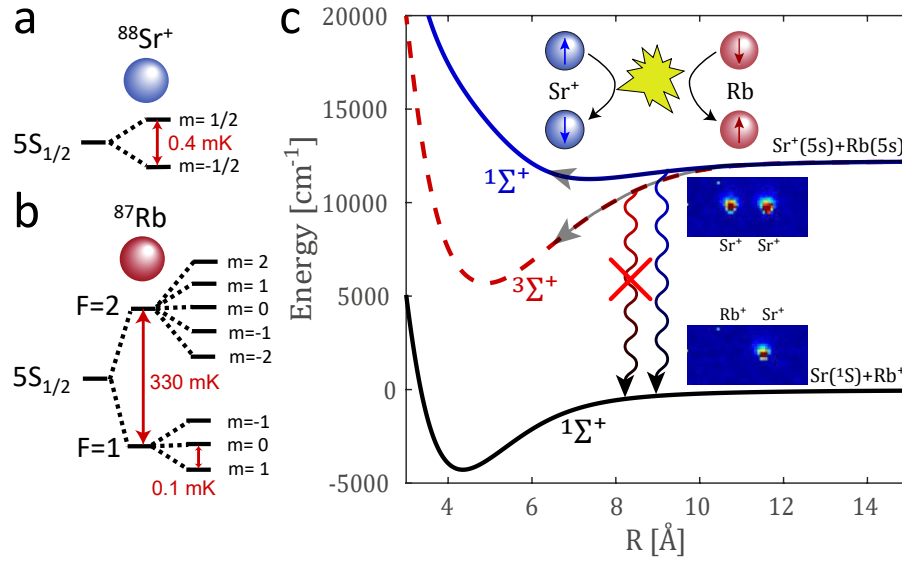 a
⁸⁸Sr⁺
5S₁/₂
m= 1/2
0.4 mK
m=-1/2
b
⁸⁷Rb
F=2
m= 2
m= 1
m= 0
m=-1
m=-2
5S₁/₂
330 mK
F=1
m=-1
m= 0
m= 1
0.1 mK
c
Energy [cm⁻¹]
20000
15000
10000
5000
0
-5000
Sr⁺
Rb
Sr⁺(5s)+Rb(5s)
¹Σ⁺
³Σ⁺
Sr⁺ Sr⁺
Rb⁺ Sr⁺
Sr(¹S)+Rb⁺
¹Σ⁺
4 6 8 10 12 14
R [Å]